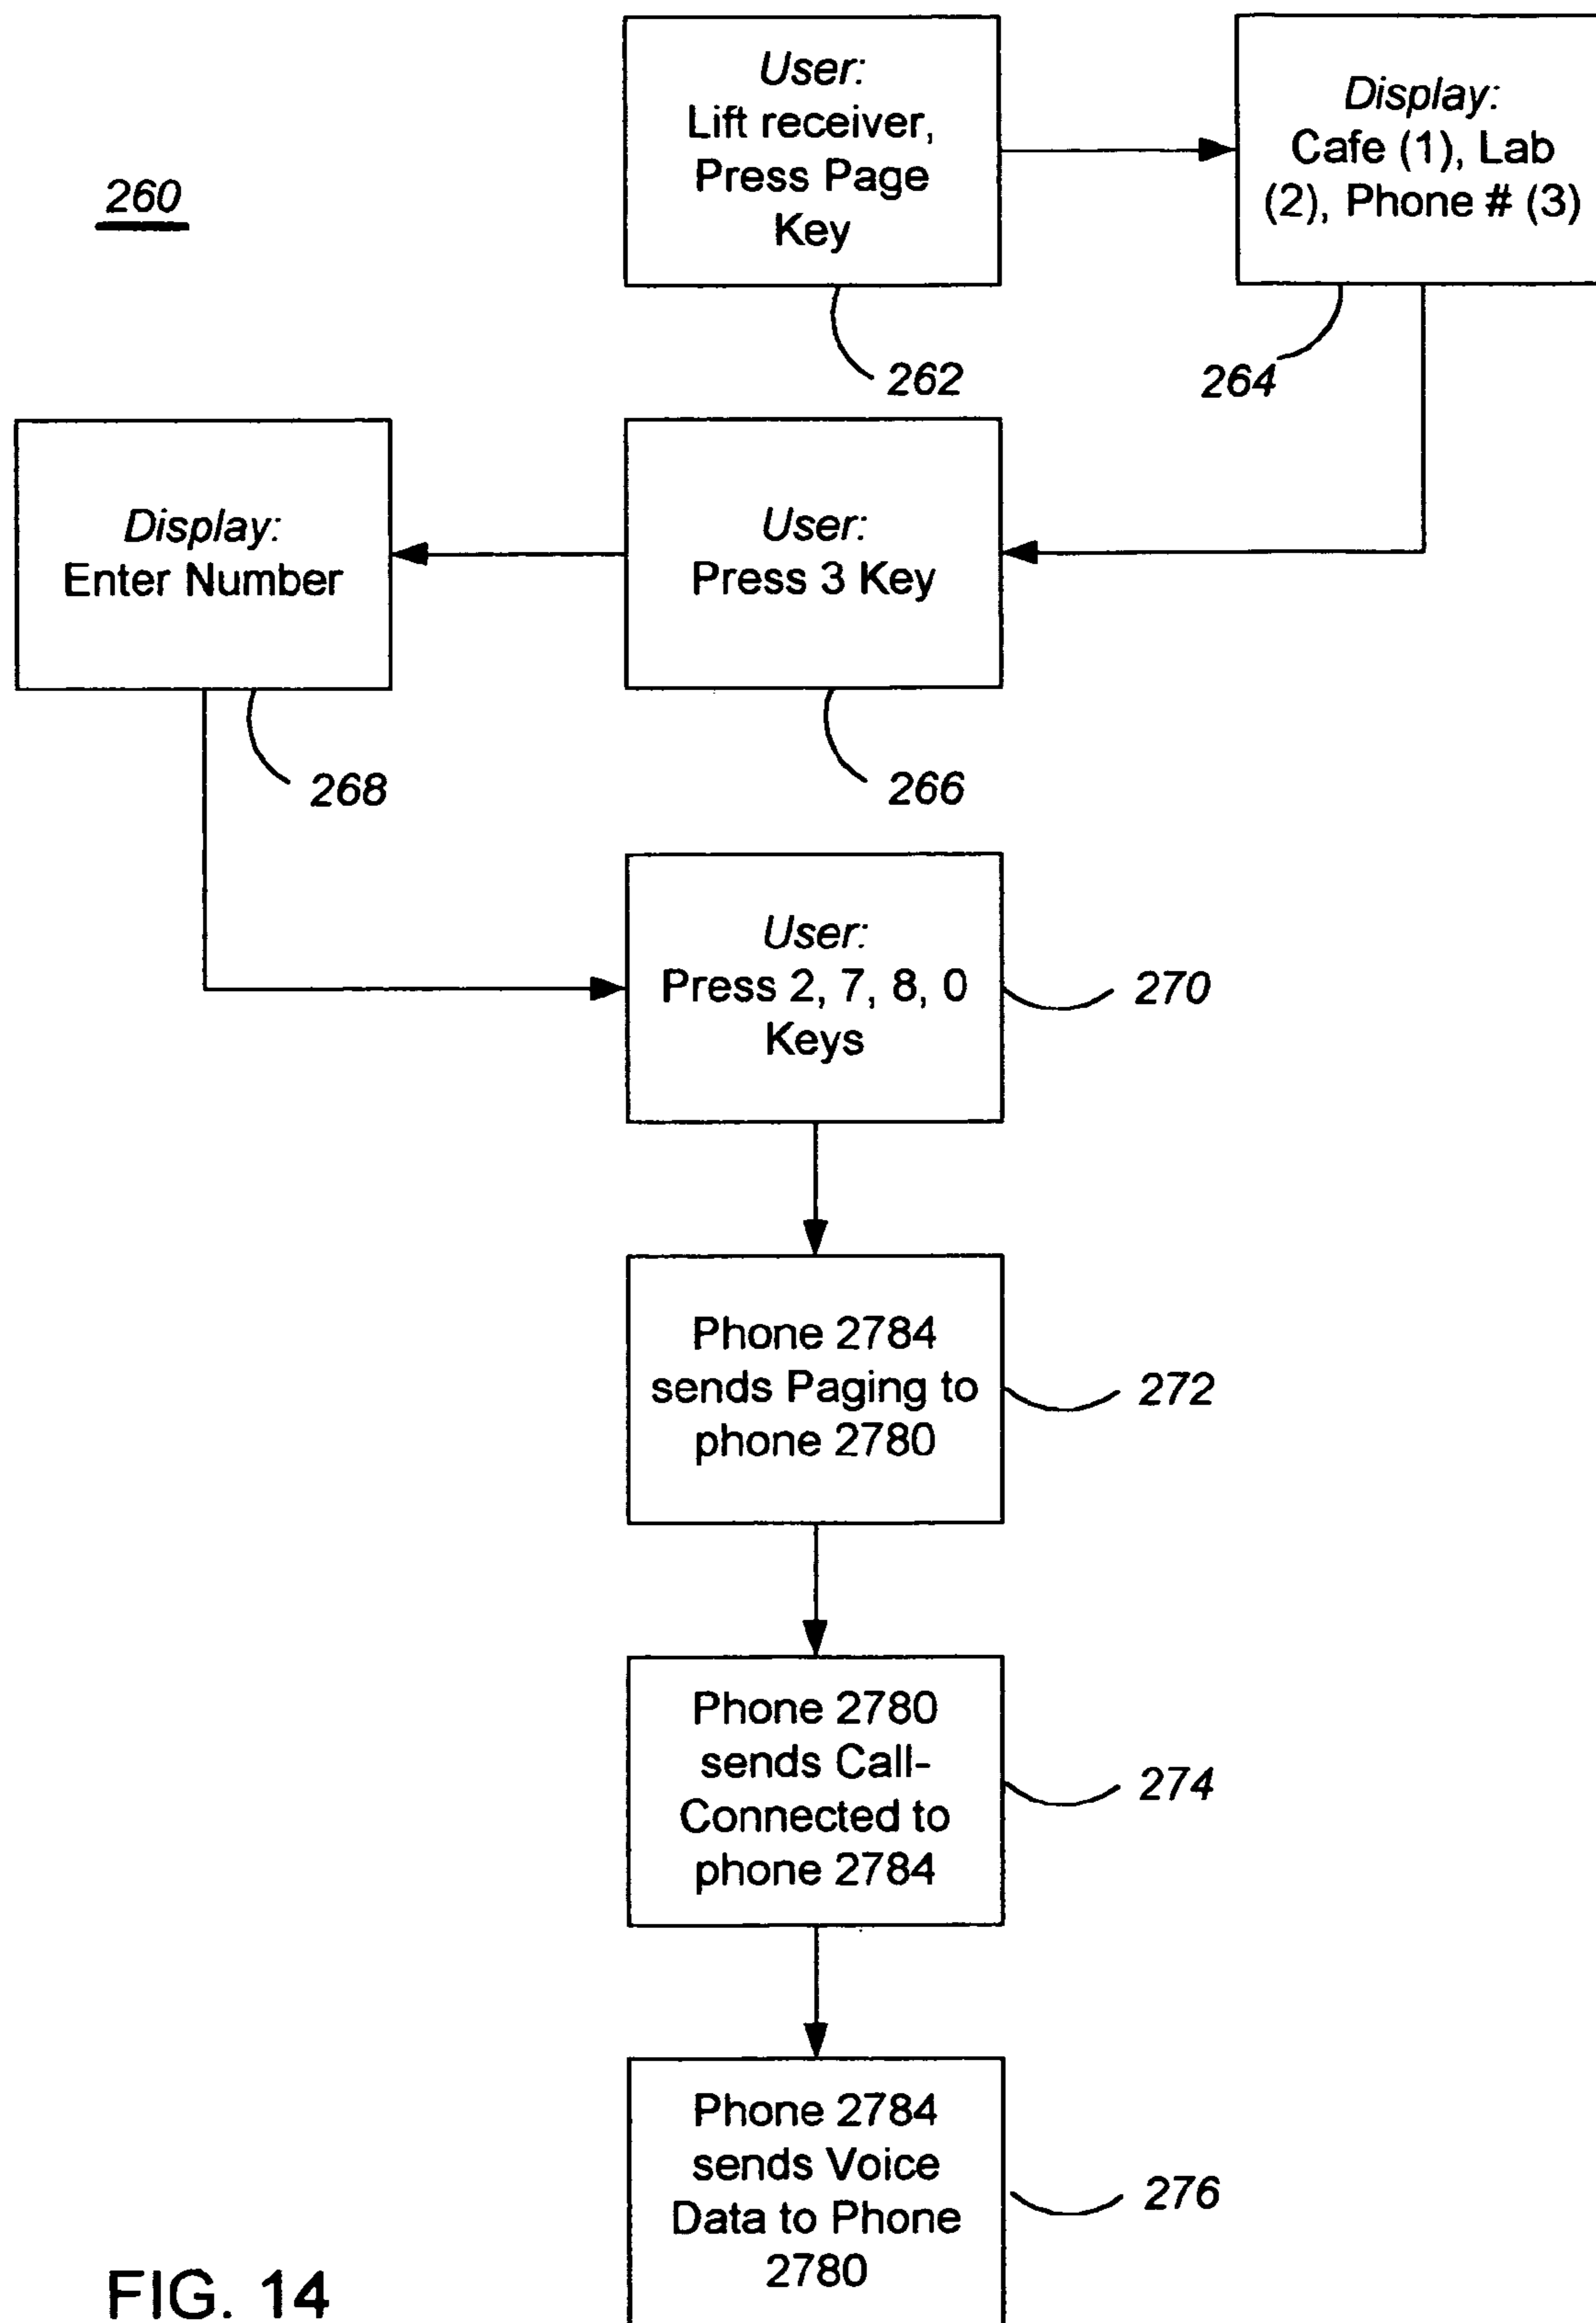 260
User:
Lift receiver,
Press Page
Key
262
Display:
Cafe (1), Lab
(2), Phone # (3)
264
User:
Press 3 Key
266
Display:
Enter Number
268
User:
Press 2, 7, 8, 0
Keys
270
Phone 2784
sends Paging to
phone 2780
272
Phone 2780
sends Call-
Connected to
phone 2784
274
Phone 2784
sends Voice
Data to Phone
2780
276
FIG. 14